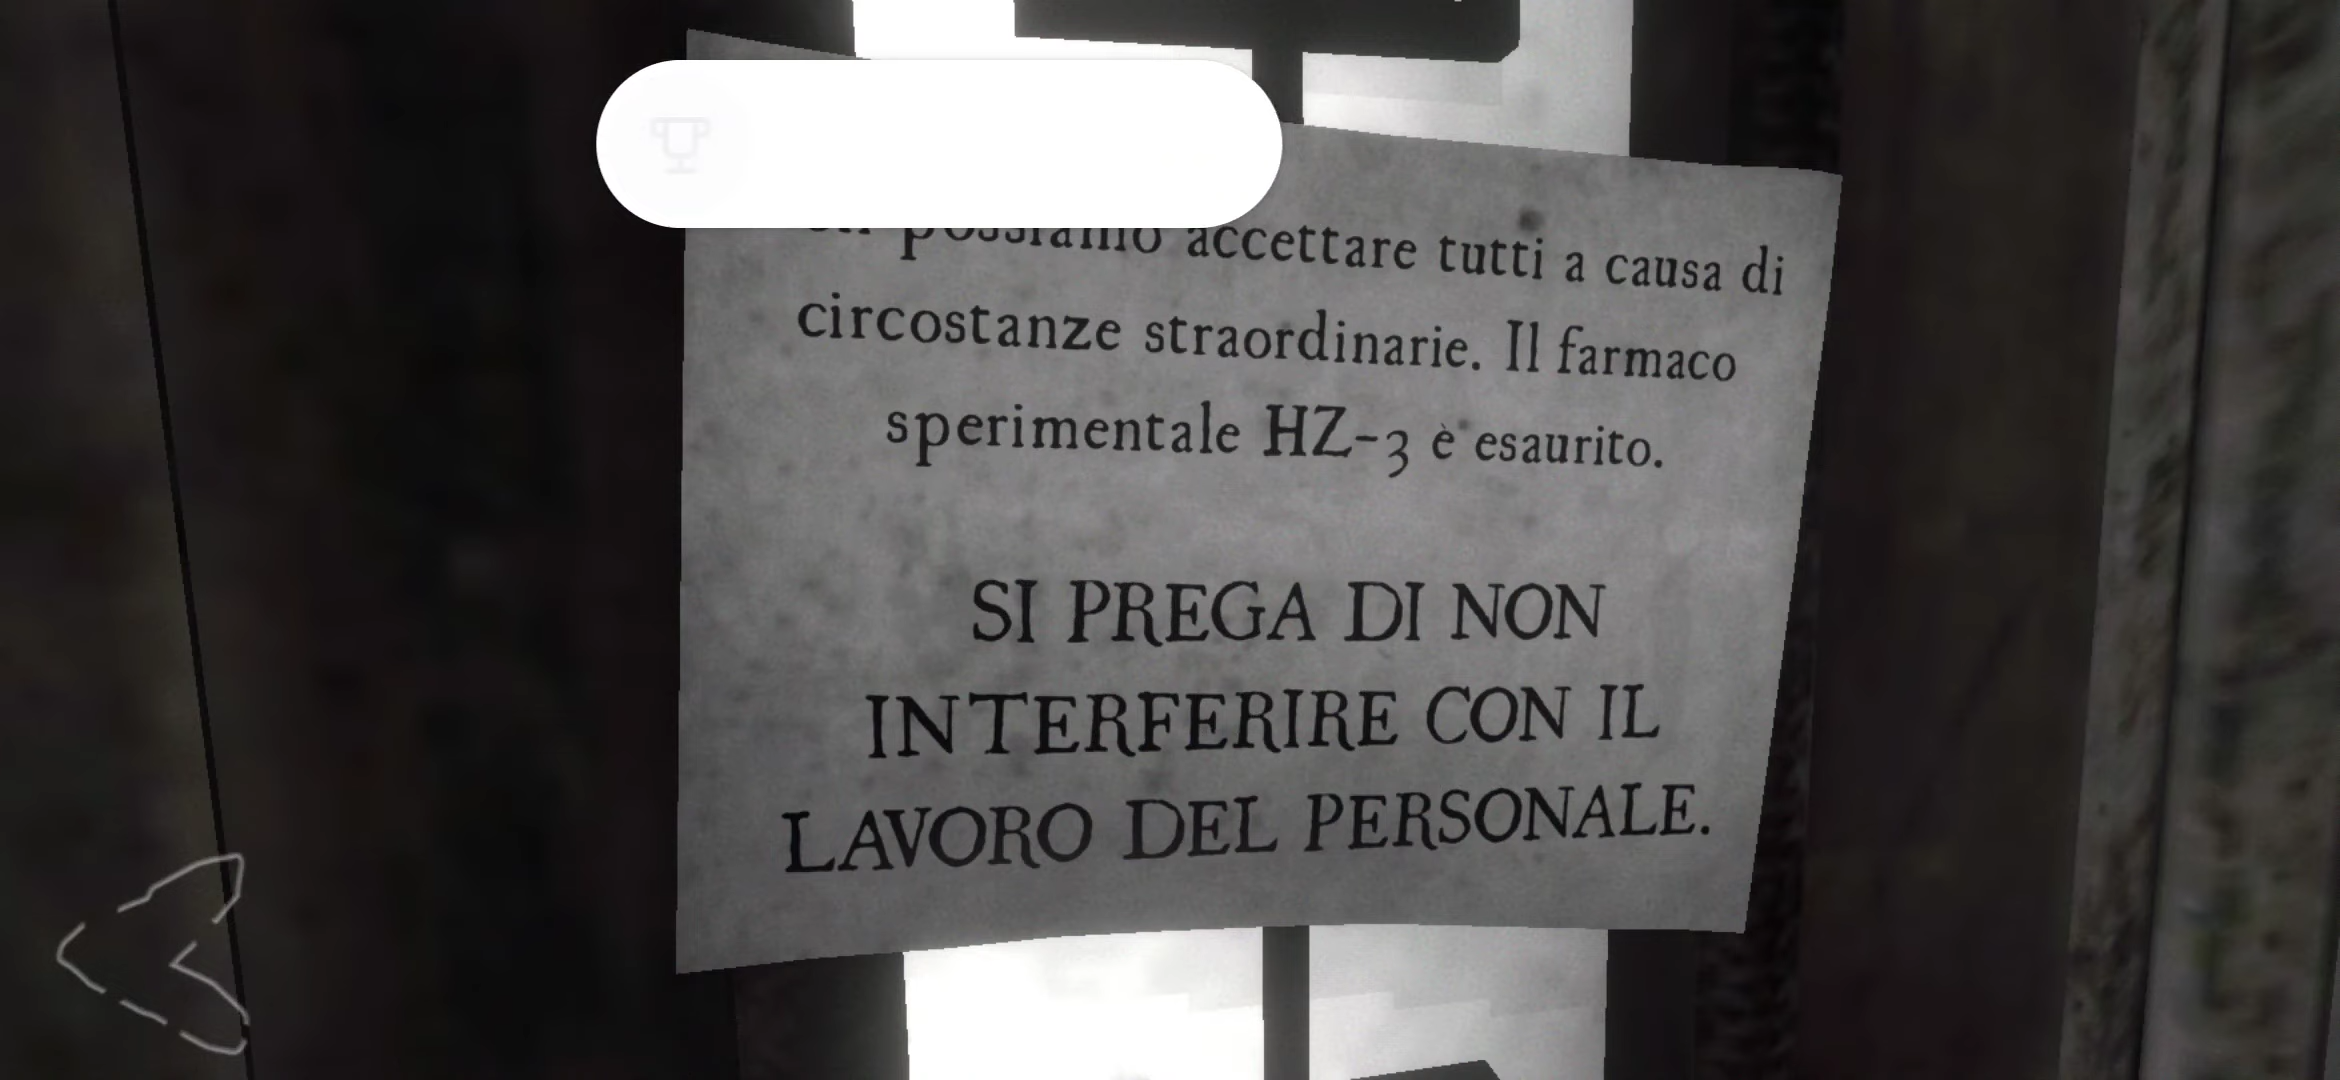 possiamo accettare tutti a causa di
circostanze straordinarie. Il farmaco
sperimentale HZ-3 è esaurito.
SI PREGA DI NON
INTERFERIRE CON IL
LAVORO DEL PERSONALE.